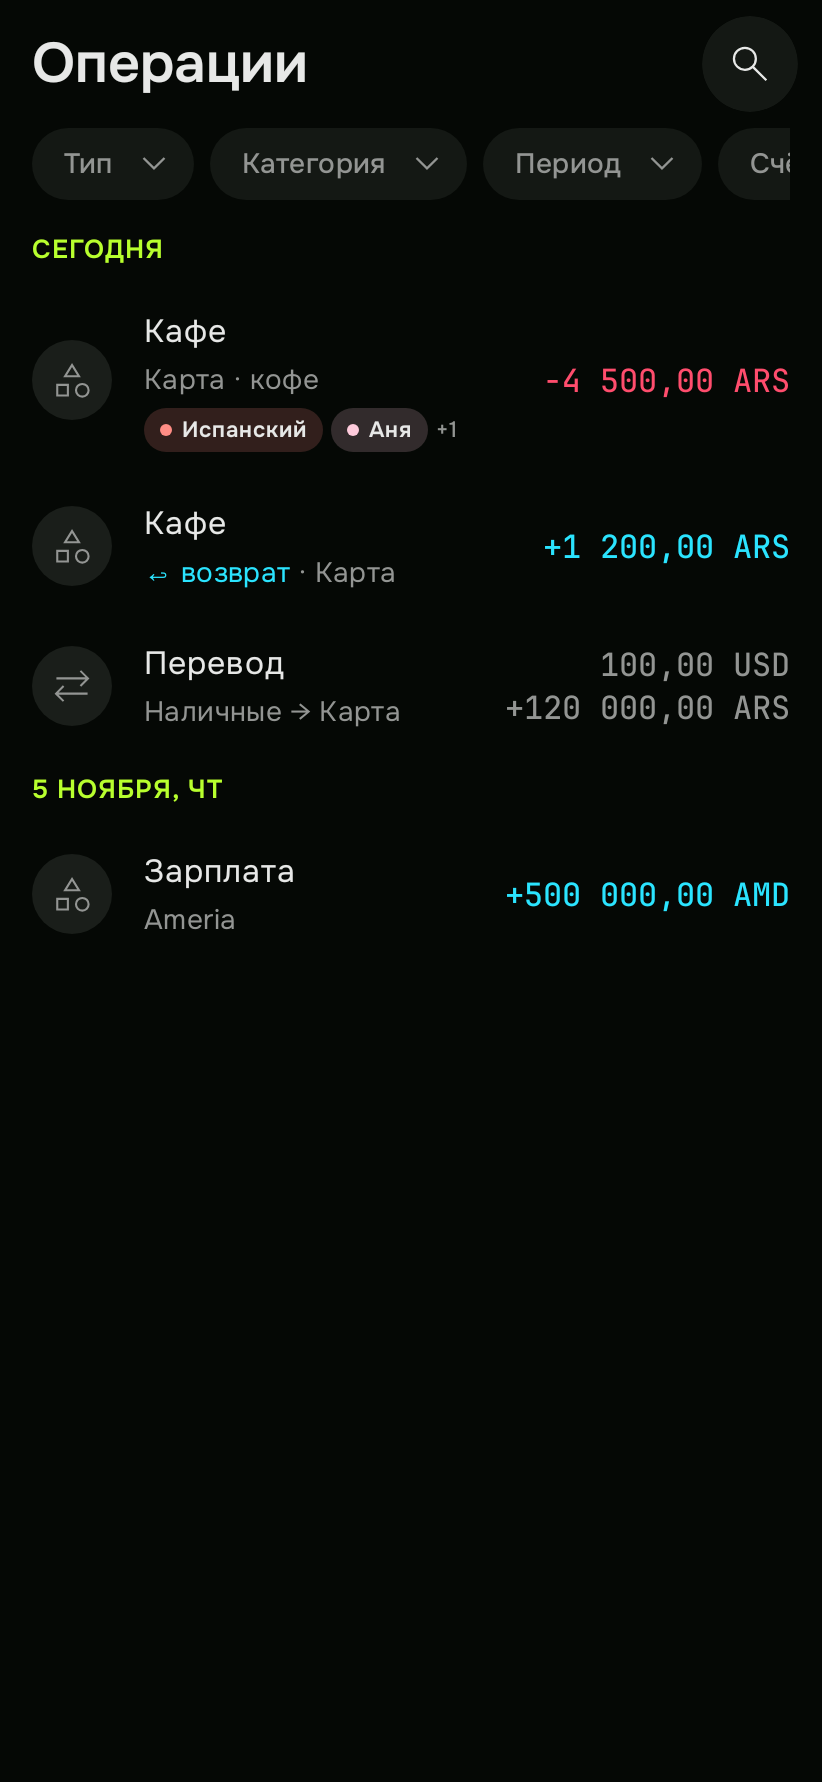 Операции
Тип
Категория
Период
Счё
СЕГОДНЯ
Кафе
Карта · кофе
-4 500,00 ARS
Испанский
Аня
+1
Кафе
↩ возврат · Карта
+1 200,00 ARS
Перевод
100,00 USD
Наличные → Карта
+120 000,00 ARS
5 НОЯБРЯ, ЧТ
Зарплата
+500 000,00 AMD
Ameria